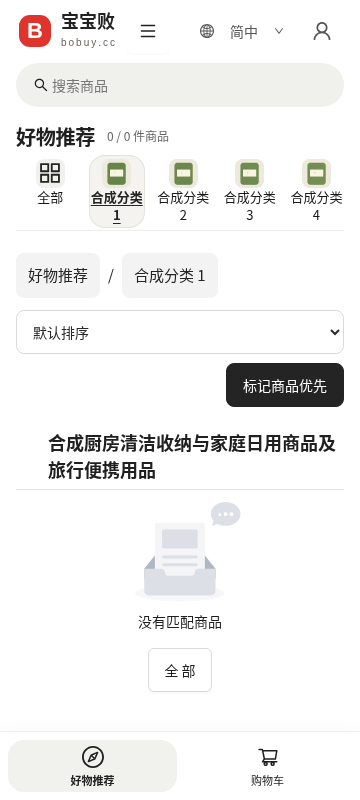 B 宝宝败
bobuy.cc
简中
搜索商品
好物推荐 0 / 0 件商品
全部
合成分类
1
合成分类
2
合成分类
3
合成分类
4
好物推荐 / 合成分类 1
默认排序
标记商品优先
合成厨房清洁收纳与家庭日用商品及
旅行便携用品
没有匹配商品
全 部
好物推荐
购物车